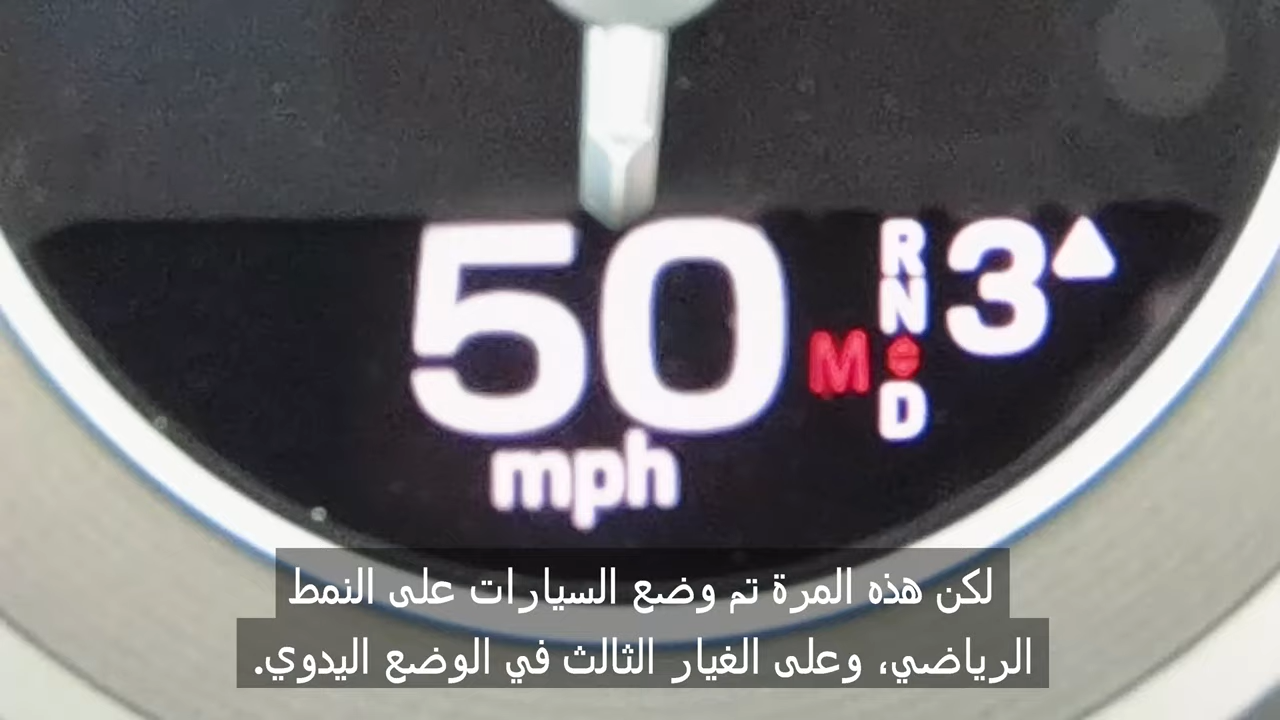 50
mph
M
R
N
D
3
لكن هذه المرة تم وضع السيارات على النمط
الرياضي، وعلى الغيار الثالث في الوضع اليدوي.